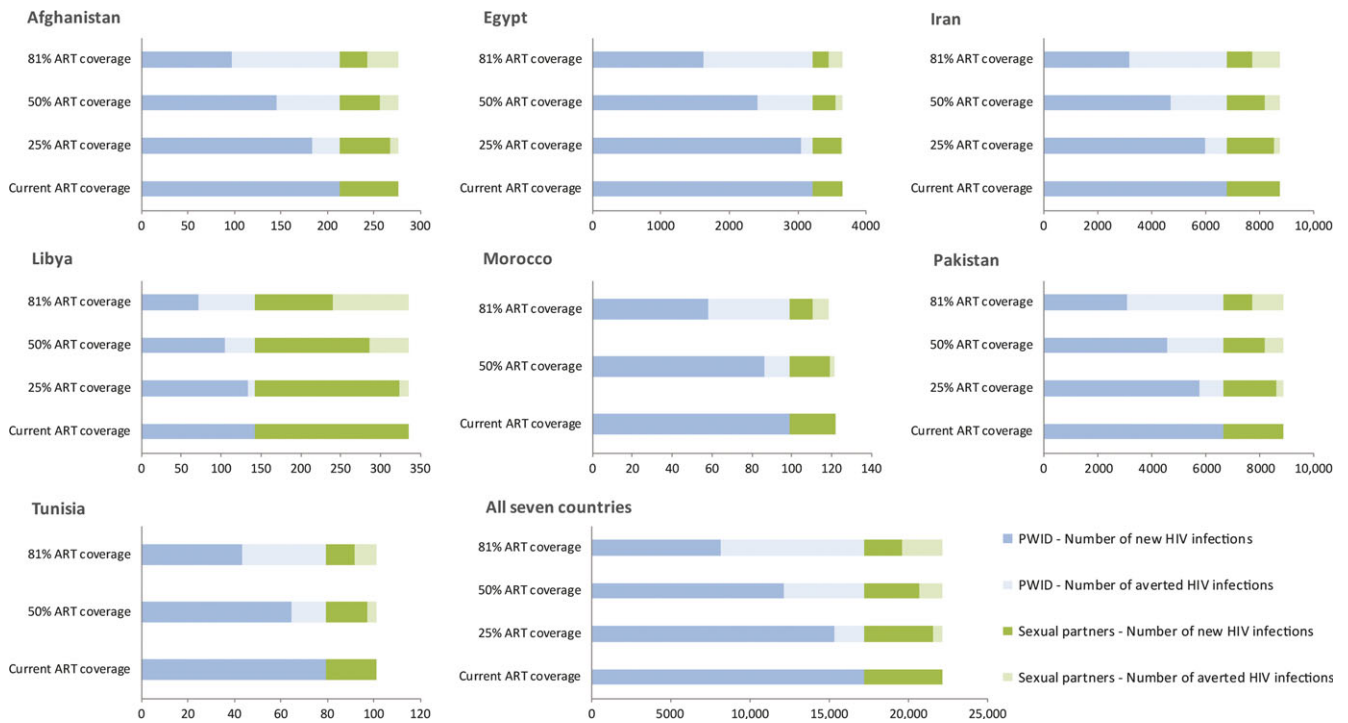 Afghanistan
81% ART coverage
50% ART coverage
25% ART coverage
Current ART coverage
0 50 100 150 200 250 300
Egypt
81% ART coverage
50% ART coverage
25% ART coverage
Current ART coverage
0 2000 3000 4000
Iran
81% ART coverage
50% ART coverage
25% ART coverage
Current ART coverage
0 2000 4000 6000 8000 10,000
Libya
81% ART coverage
50% ART coverage
25% ART coverage
Current ART coverage
0 50 100 150 200 250 300 350
Morocco
81% ART coverage
50% ART coverage
Current ART coverage
0 20 40 60 80 100 120 140
Pakistan
81% ART coverage
50% ART coverage
25% ART coverage
Current ART coverage
0 2000 4000 6000 8000 10,000
Tunisia
81% ART coverage
50% ART coverage
Current ART coverage
0 20 40 60 80 100 120
All seven countries
81% ART coverage
50% ART coverage
25% ART coverage
Current ART coverage
0 5000 10,000 15,000 20,000 25,000
PWID - Number of new HIV infections
PWID - Number of averted HIV infections
Sexual partners - Number of new HIV infections
Sexual partners - Number of averted HIV infections